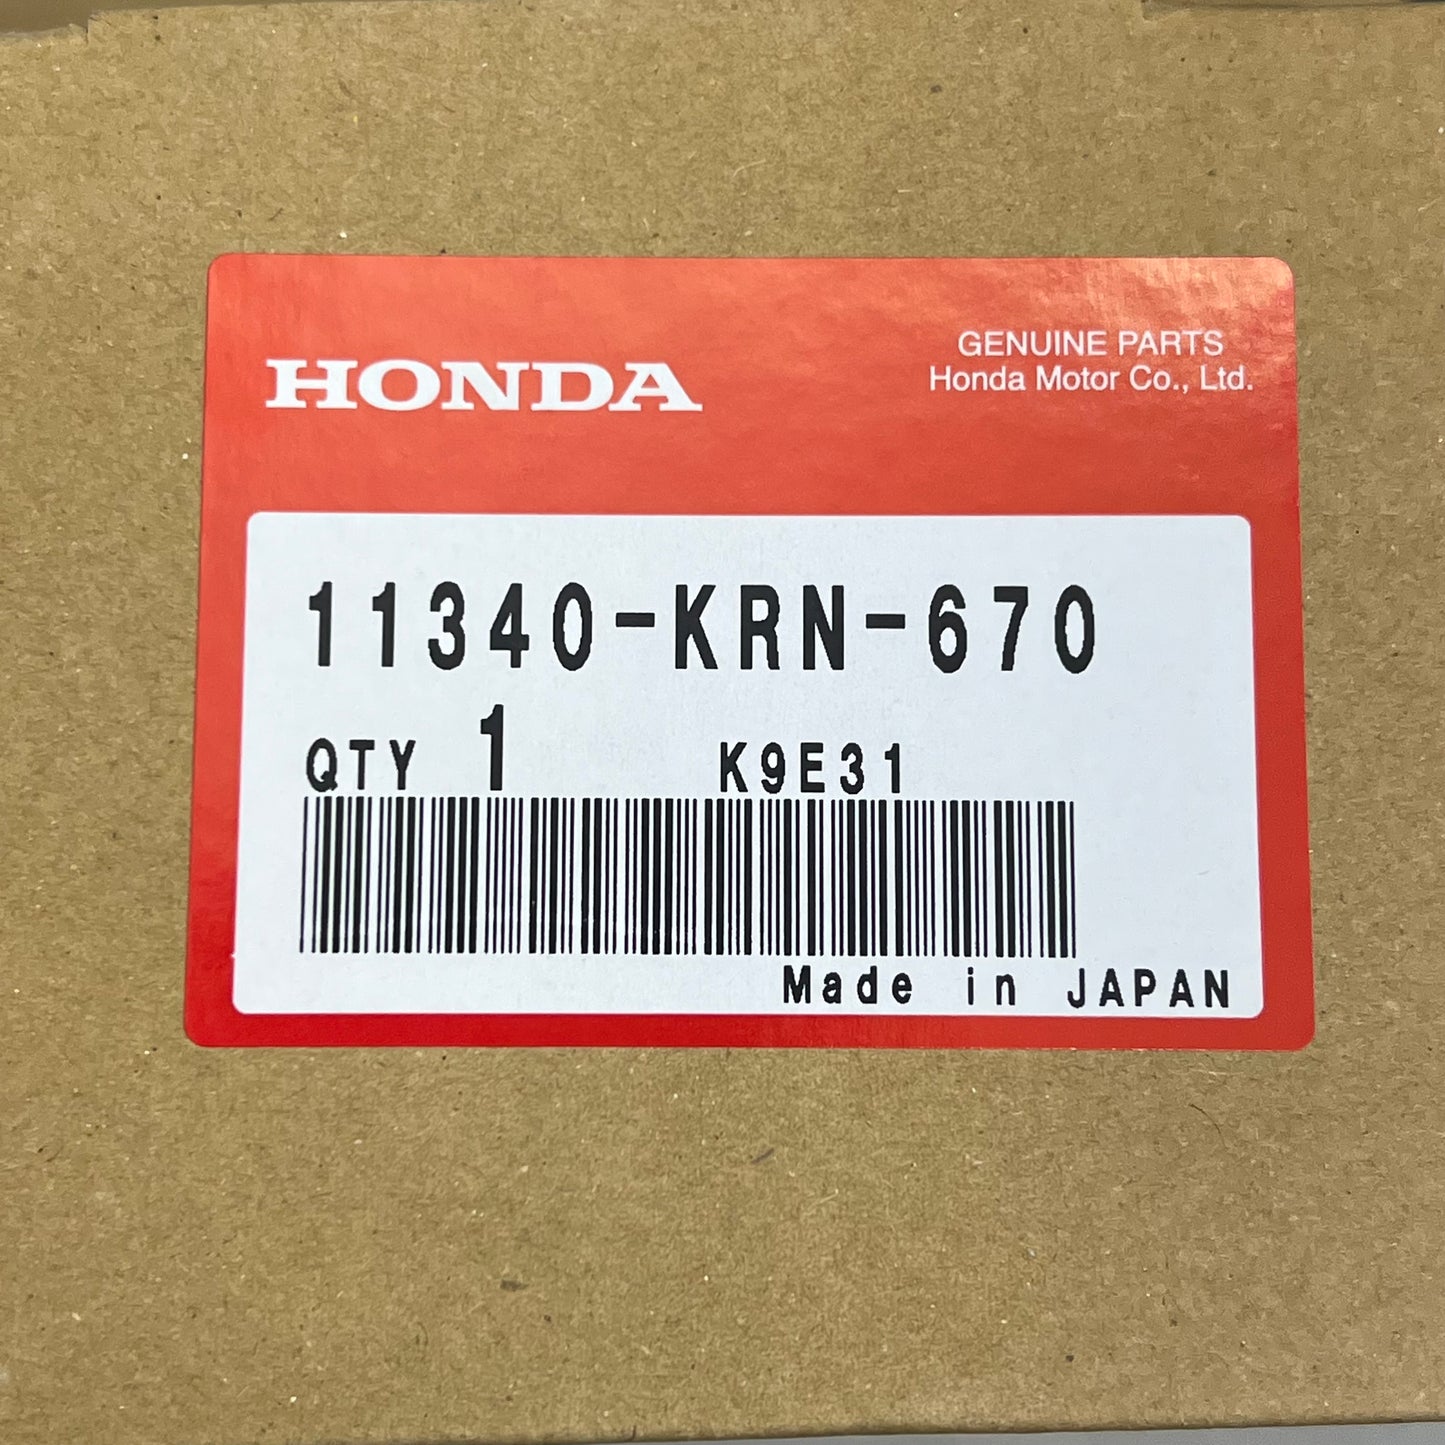 HONDA
GENUINE PARTS
Honda Motor Co., Ltd.
11340-KRN-670
QTY 1 K9E31
Made in JAPAN